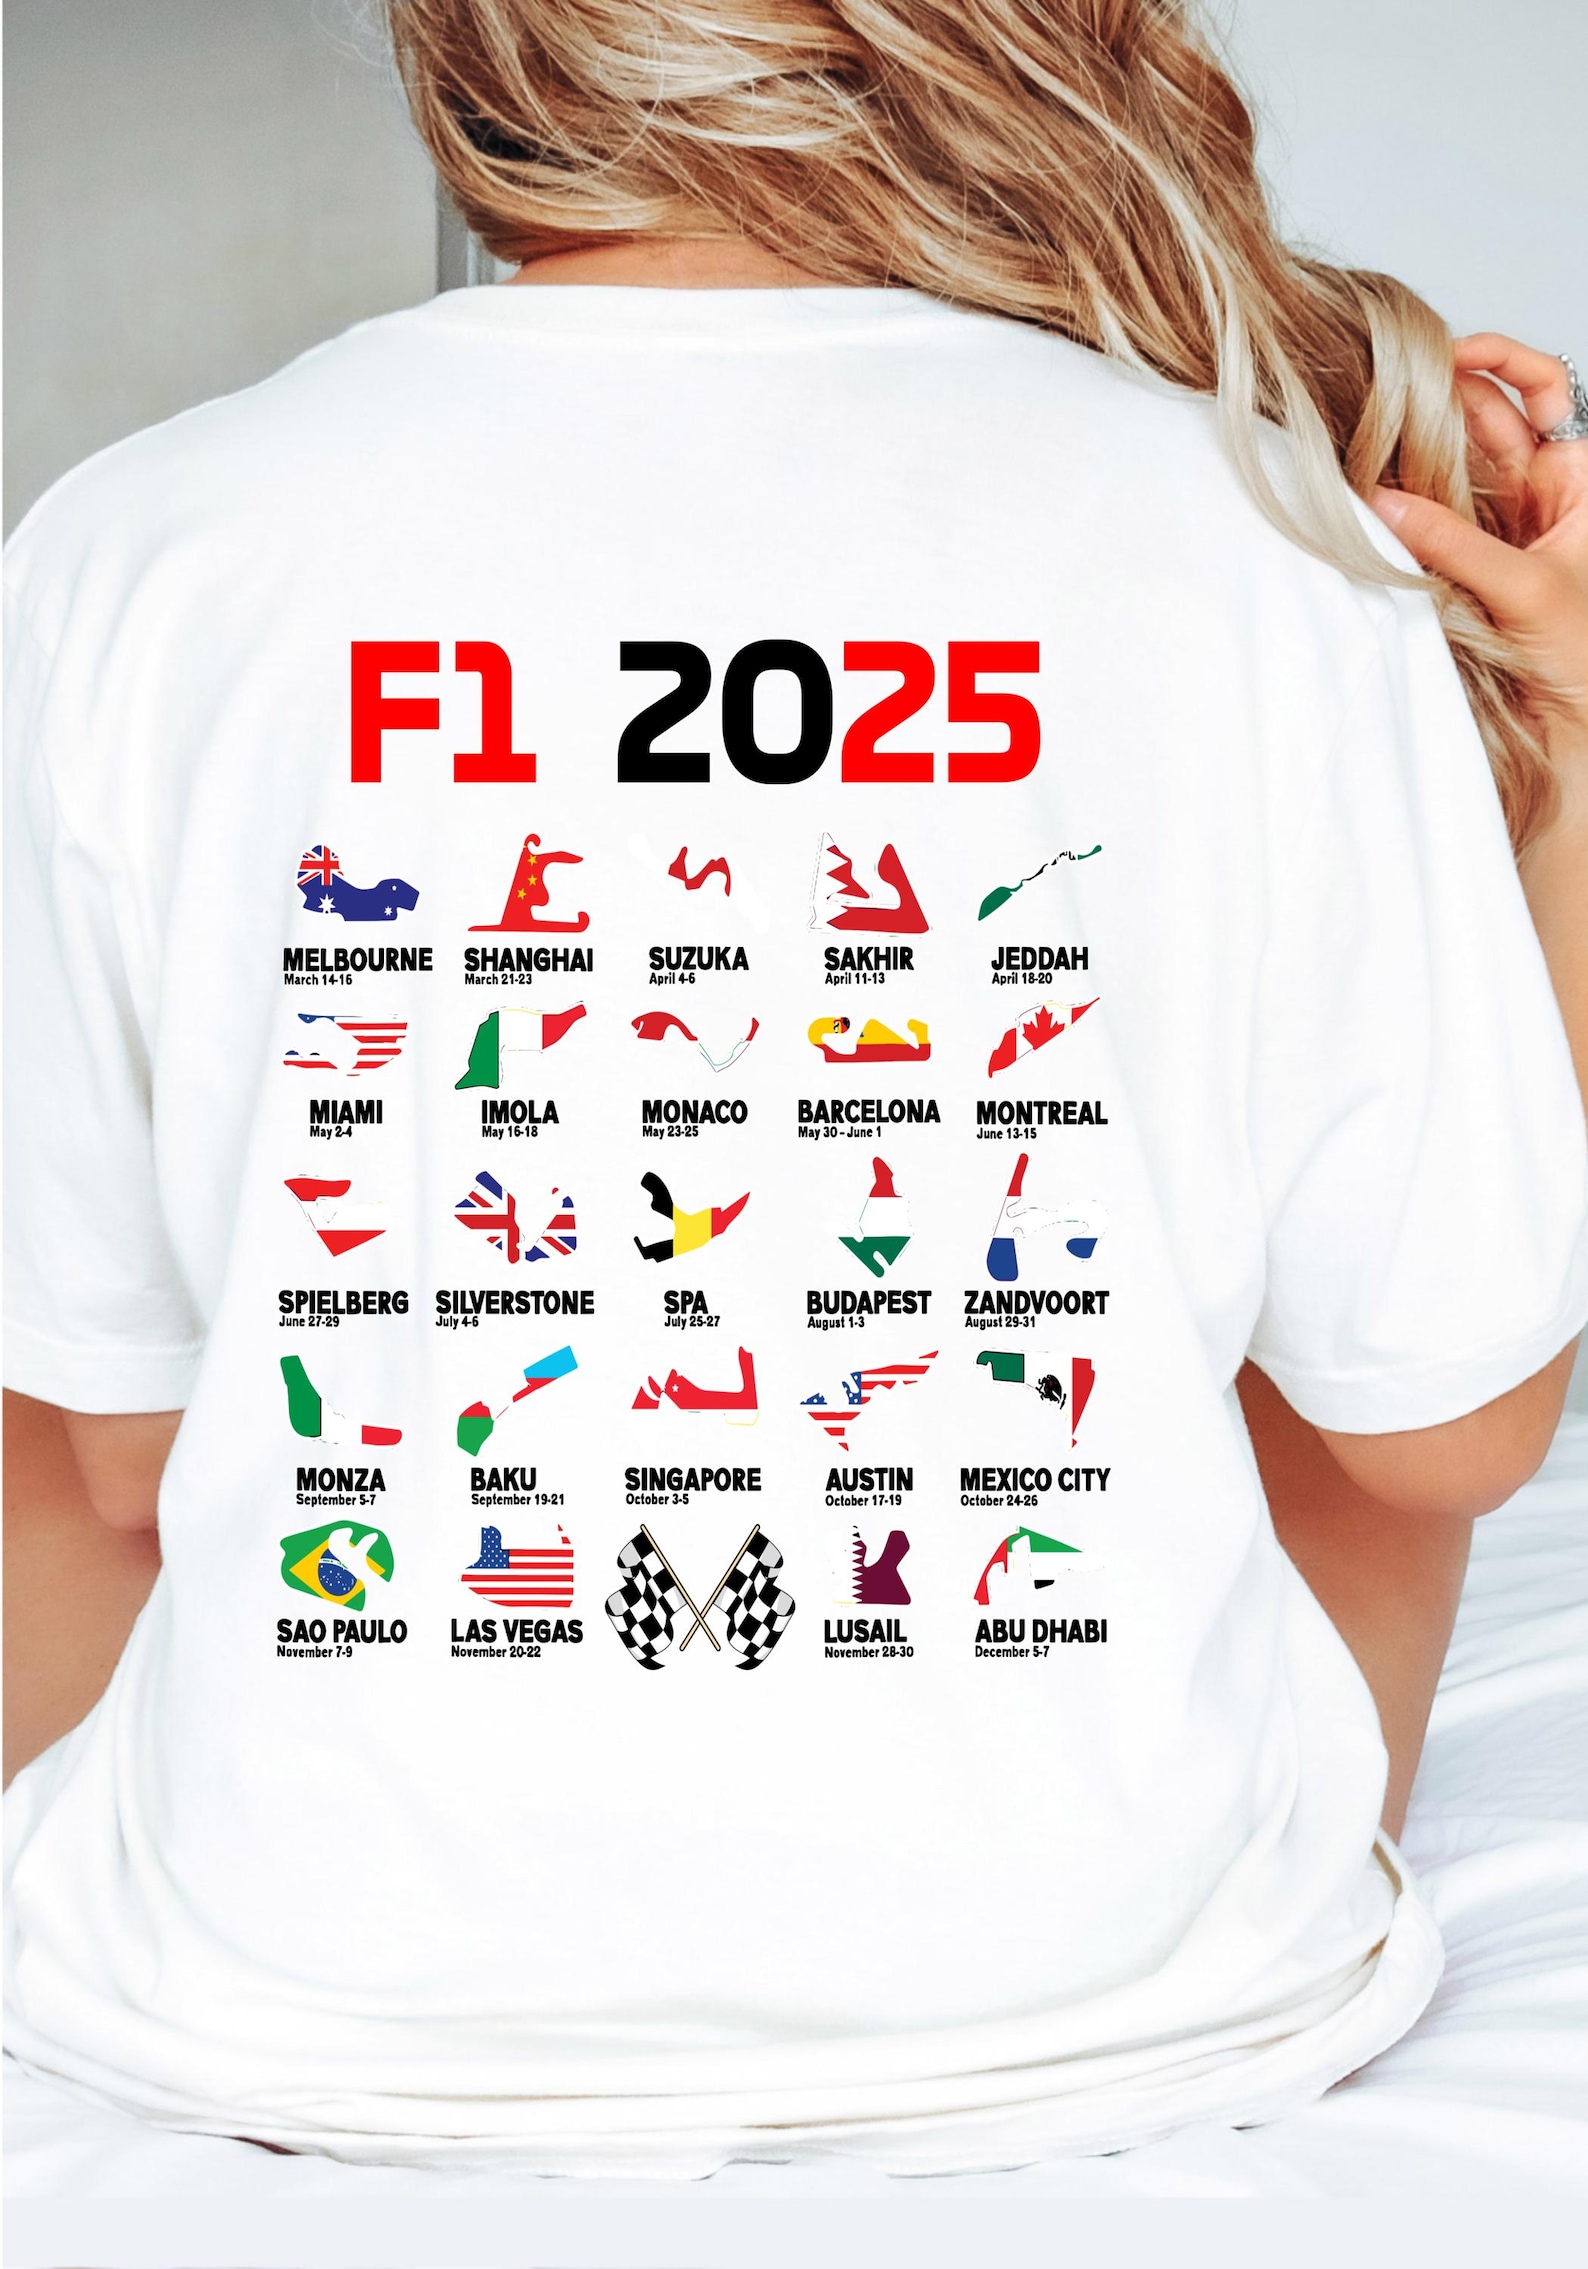 F1 2025
MELBOURNE
March 14-16
SHANGHAI
March 21-23
SUZUKA
April 4-6
SAKHIR
April 11-13
JEDDAH
April 18-20
MIAMI
May 2-4
IMOLA
May 16-18
MONACO
May 23-25
BARCELONA
May 30 - June 1
MONTREAL
June 13-15
SPIELBERG
June 27-29
SILVERSTONE
July 4-6
SPA
July 25-27
BUDAPEST
August 1-3
ZANDVOORT
August 29-31
MONZA
September 5-7
BAKU
September 19-21
SINGAPORE
October 3-5
AUSTIN
October 17-19
MEXICO CITY
October 24-26
SAO PAULO
November 7-9
LAS VEGAS
November 20-22
LUSAIL
November 28-30
ABU DHABI
December 5-7